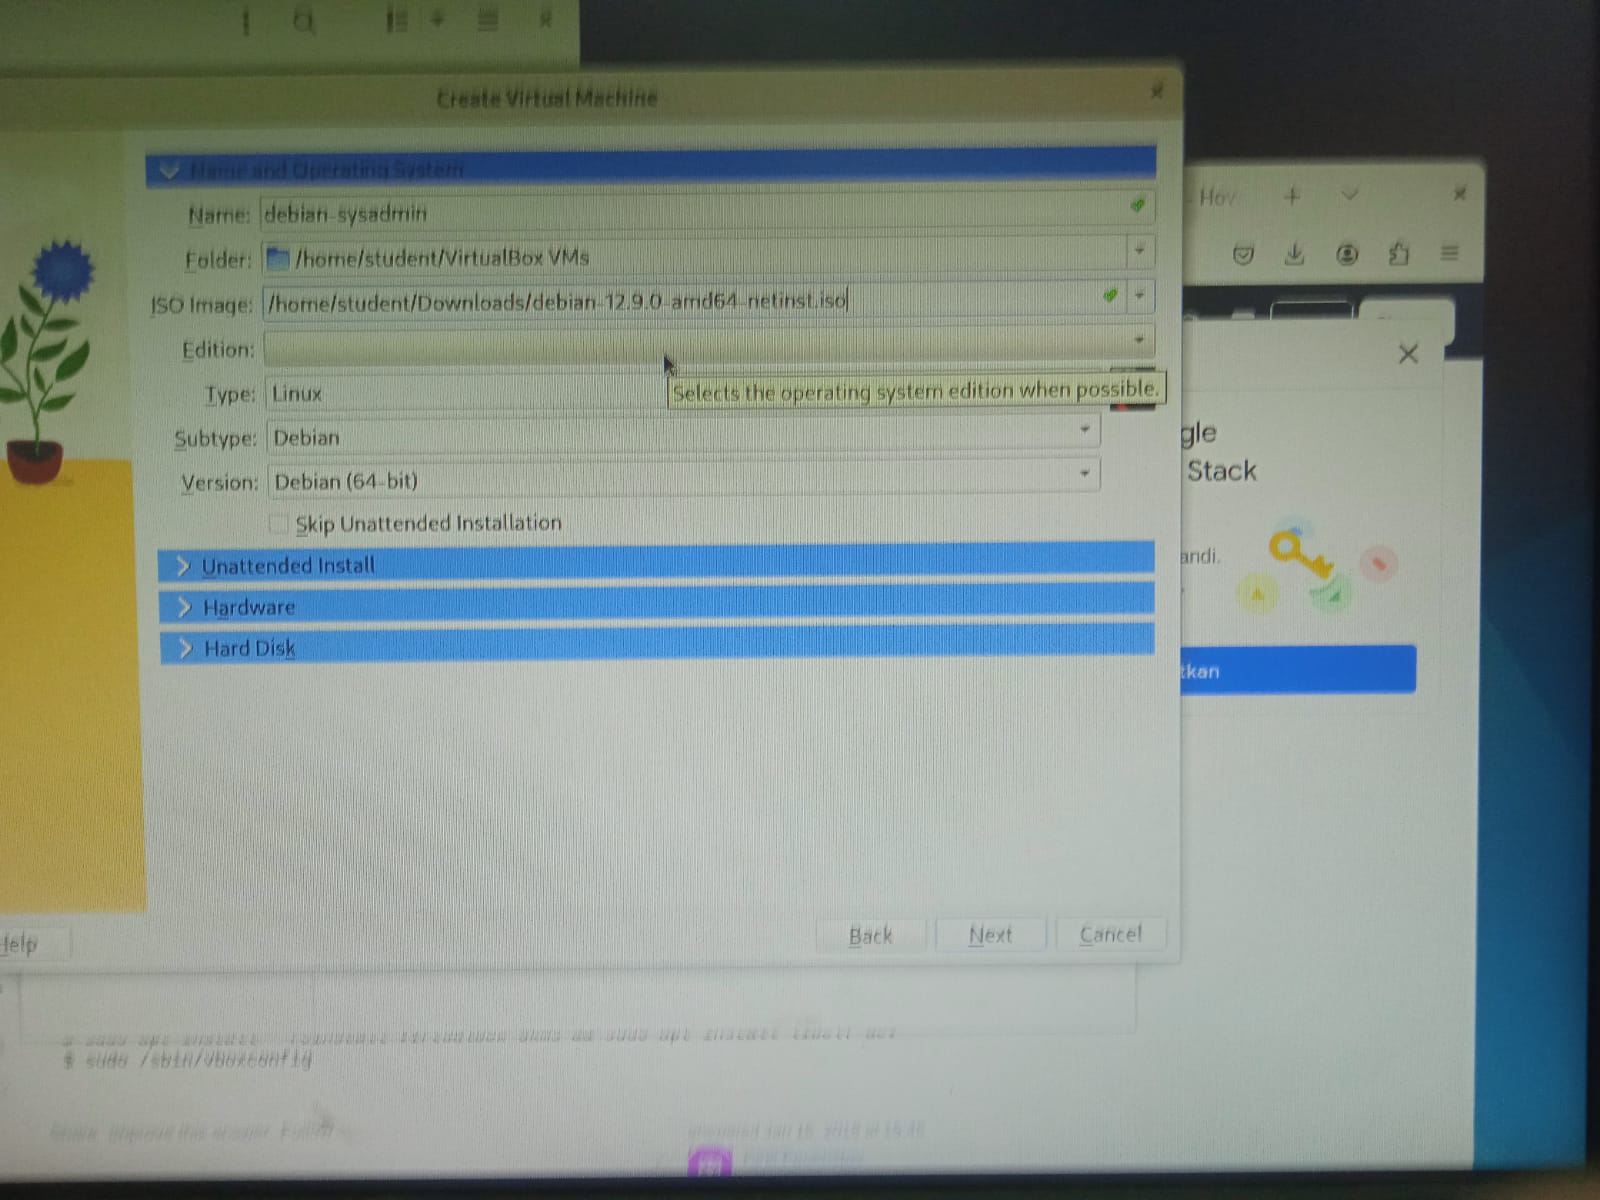 Create Virtual Machine
Name and Operating System
Name: debian-sysadmin
Folder: /home/student/VirtualBox VMs
ISO Image: /home/student/Downloads/debian-12.9.0-amd64-netinst.iso
Edition:
Selects the operating system edition when possible.
Type: Linux
Subtype: Debian
Version: Debian (64-bit)
Skip Unattended Installation
Unattended Install
Hardware
Hard Disk
Help
Back
Next
Cancel
Hov
gle
Stack
andi.
tkan
$ sudo /sbin/vboxconfig